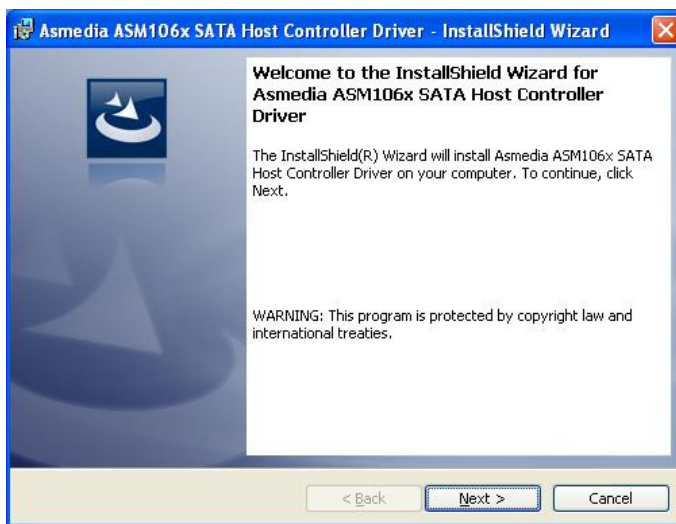 Asmedia ASM106x SATA Host Controller Driver - InstallShield Wizard
Welcome to the InstallShield Wizard for
Asmedia ASM106x SATA Host Controller
Driver
The InstallShield(R) Wizard will install Asmedia ASM106x SATA
Host Controller Driver on your computer. To continue, click
Next.
WARNING: This program is protected by copyright law and
international treaties.
< Back
Next >
Cancel